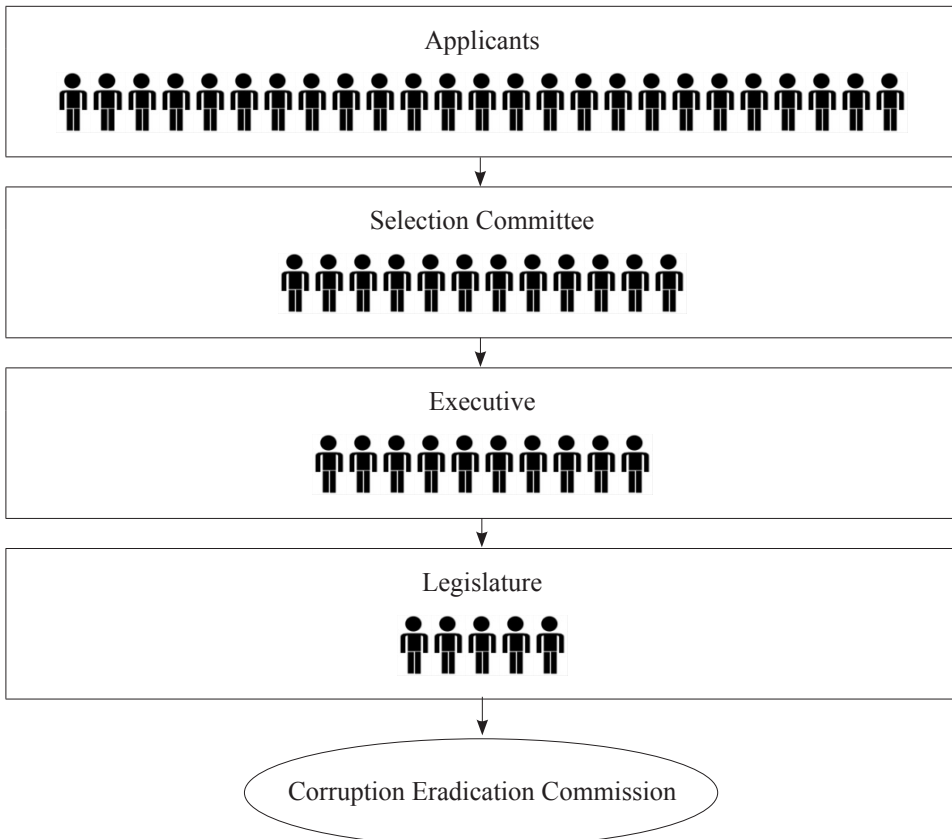 Applicants
Selection Committee
Executive
Legislature
Corruption Eradication Commission